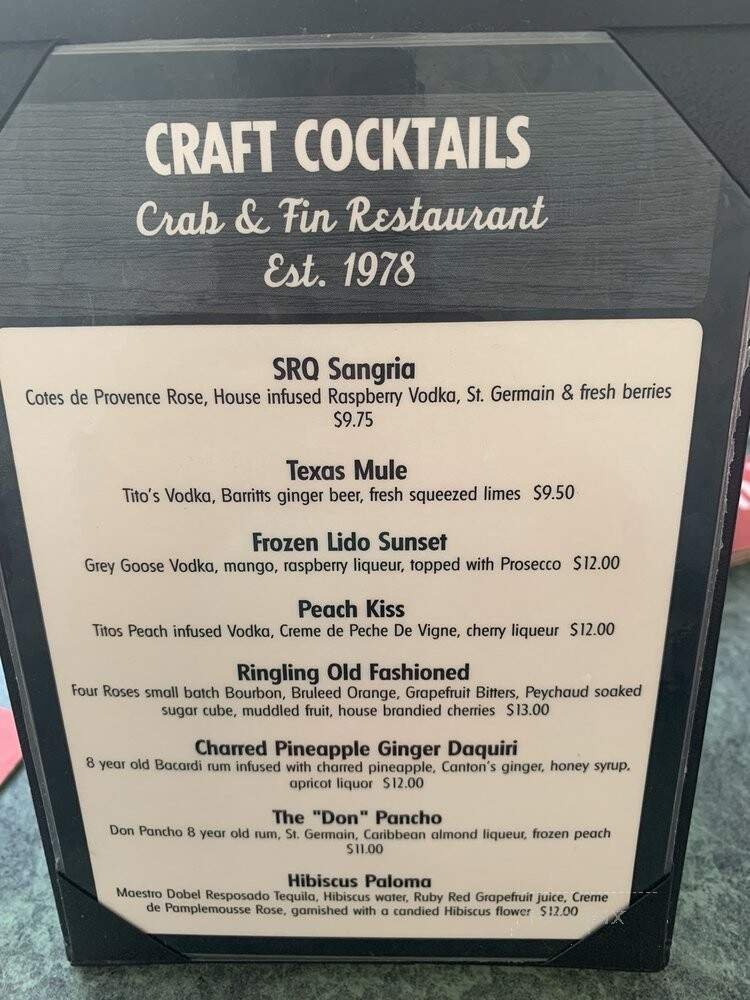 CRAFT COCKTAILS
Crab & Fin Restaurant
Est. 1978
SRQ Sangria
Cotes de Provence Rose, House infused Raspberry Vodka, St. Germain & fresh berries
$9.75
Texas Mule
Tito's Vodka, Barritts ginger beer, fresh squeezed limes $9.50
Frozen Lido Sunset
Grey Goose Vodka, mango, raspberry liqueur, topped with Prosecco $12.00
Peach Kiss
Titos Peach infused Vodka, Creme de Peche De Vigne, cherry liqueur $12.00
Ringling Old Fashioned
Four Roses small batch Bourbon, Bruleed Orange, Grapefruit Bitters, Peychaud soaked
sugar cube, muddled fruit, house brandied cherries $13.00
Charred Pineapple Ginger Daquiri
8 year old Bacardi rum infused with charred pineapple, Canton's ginger, honey syrup,
apricot liquor $12.00
The "Don" Pancho
Don Pancho 8 year old rum, St. Germain, Caribbean almond liqueur, frozen peach
$11.00
Hibiscus Paloma
Maestro Dobel Resposado Tequila, Hibiscus water, Ruby Red Grapefruit juice, Creme
de Pamplemousse Rose, garnished with a candied Hibiscus flower $12.00